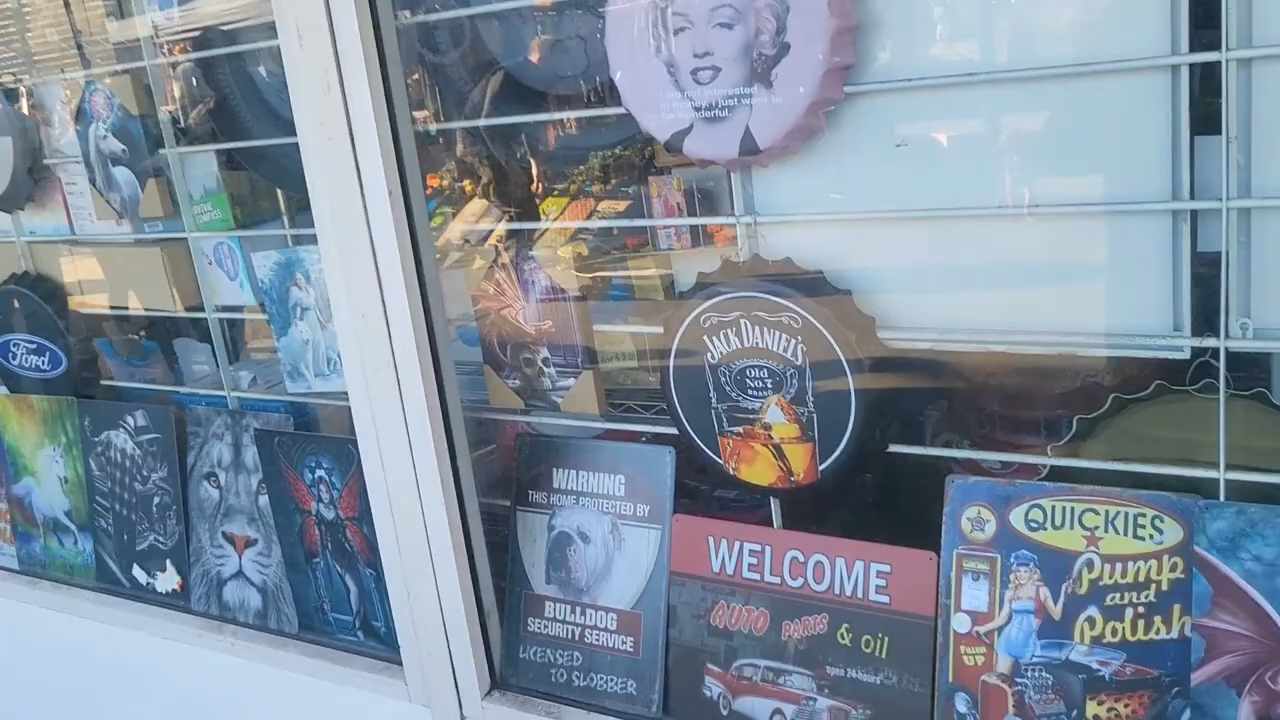 I am not interested
in money. I just want to
be wonderful.
Ford
JACK DANIEL'S
Old
No.7
BRAND
WARNING
THIS HOME PROTECTED BY
BULLDOG
SECURITY SERVICE
LICENSED
TO SLOBBER
WELCOME
AUTO PARTS & oil
open 24 hours
QUICKIES
Pump
and
Polish
FILLER
UP